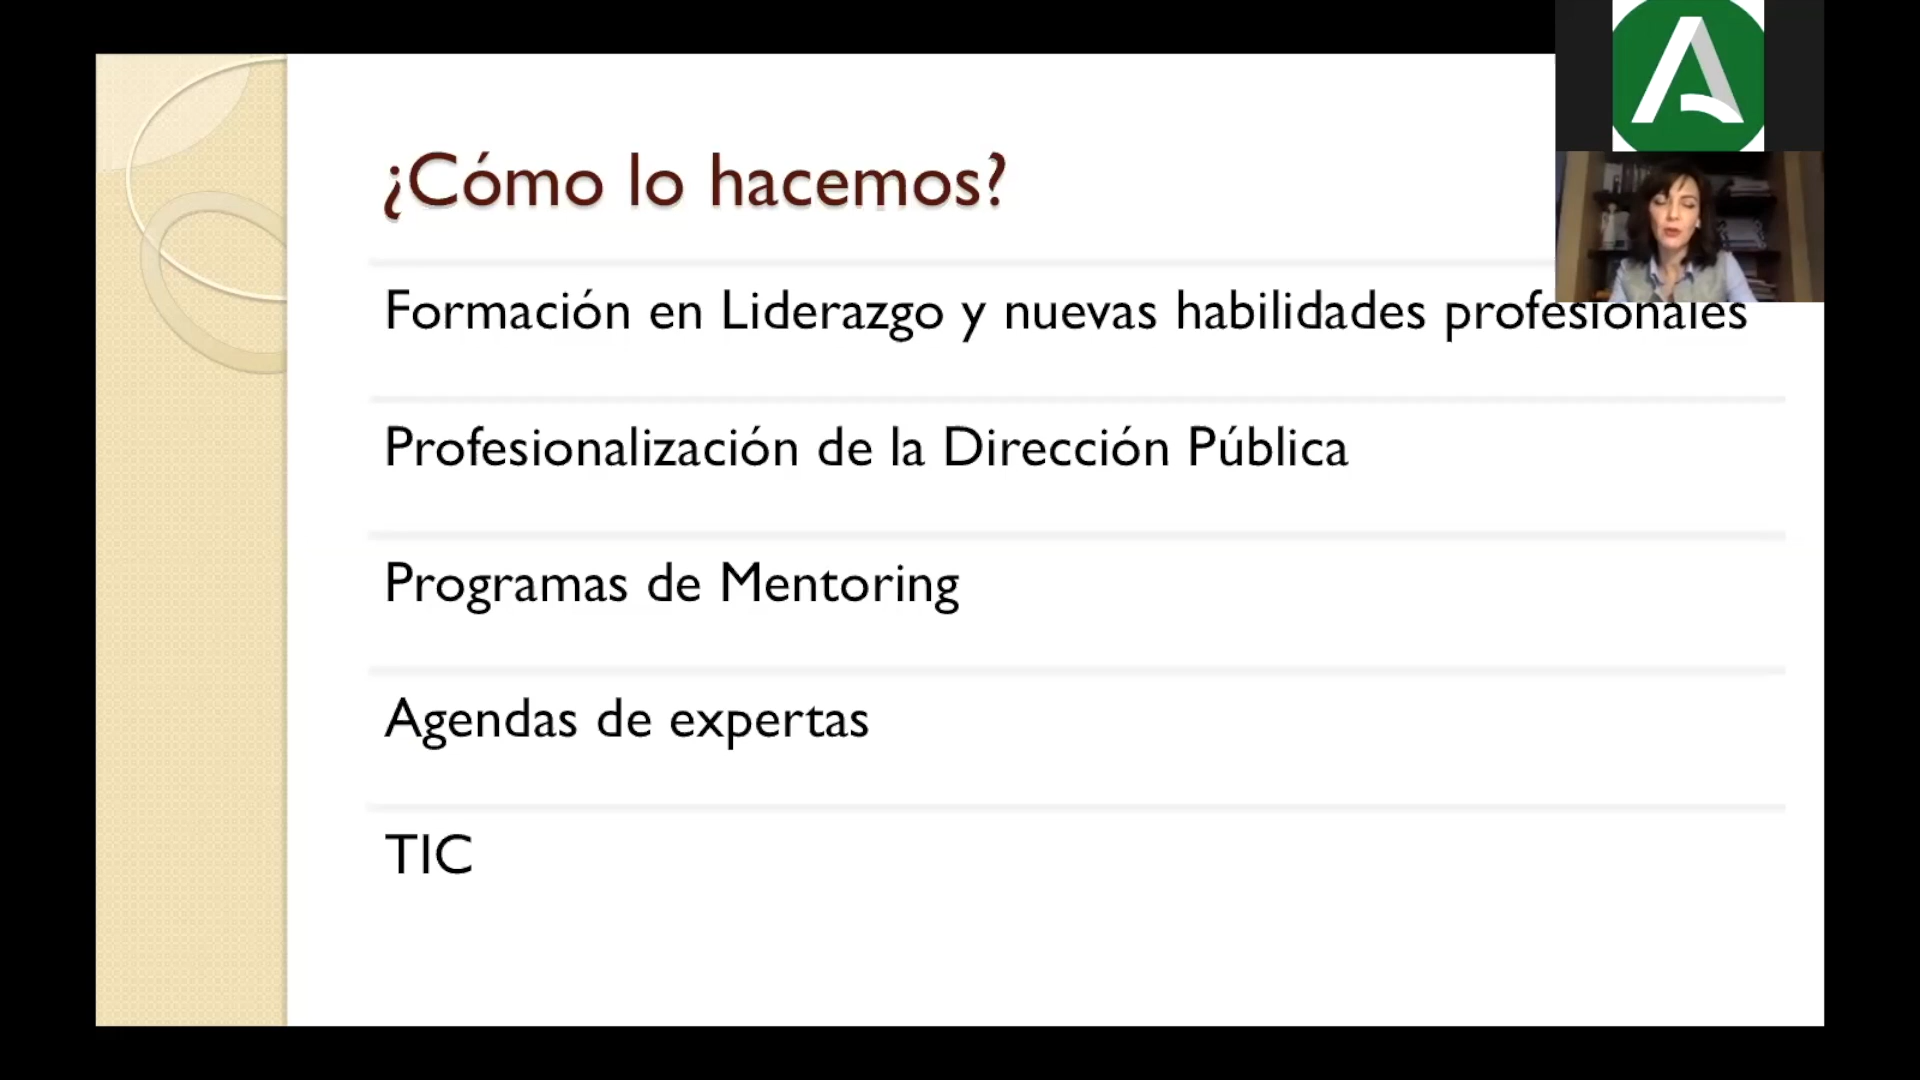 ¿Cómo lo hacemos?
Formación en Liderazgo y nuevas habilidades profesionales
Profesionalización de la Dirección Pública
Programas de Mentoring
Agendas de expertas
TIC